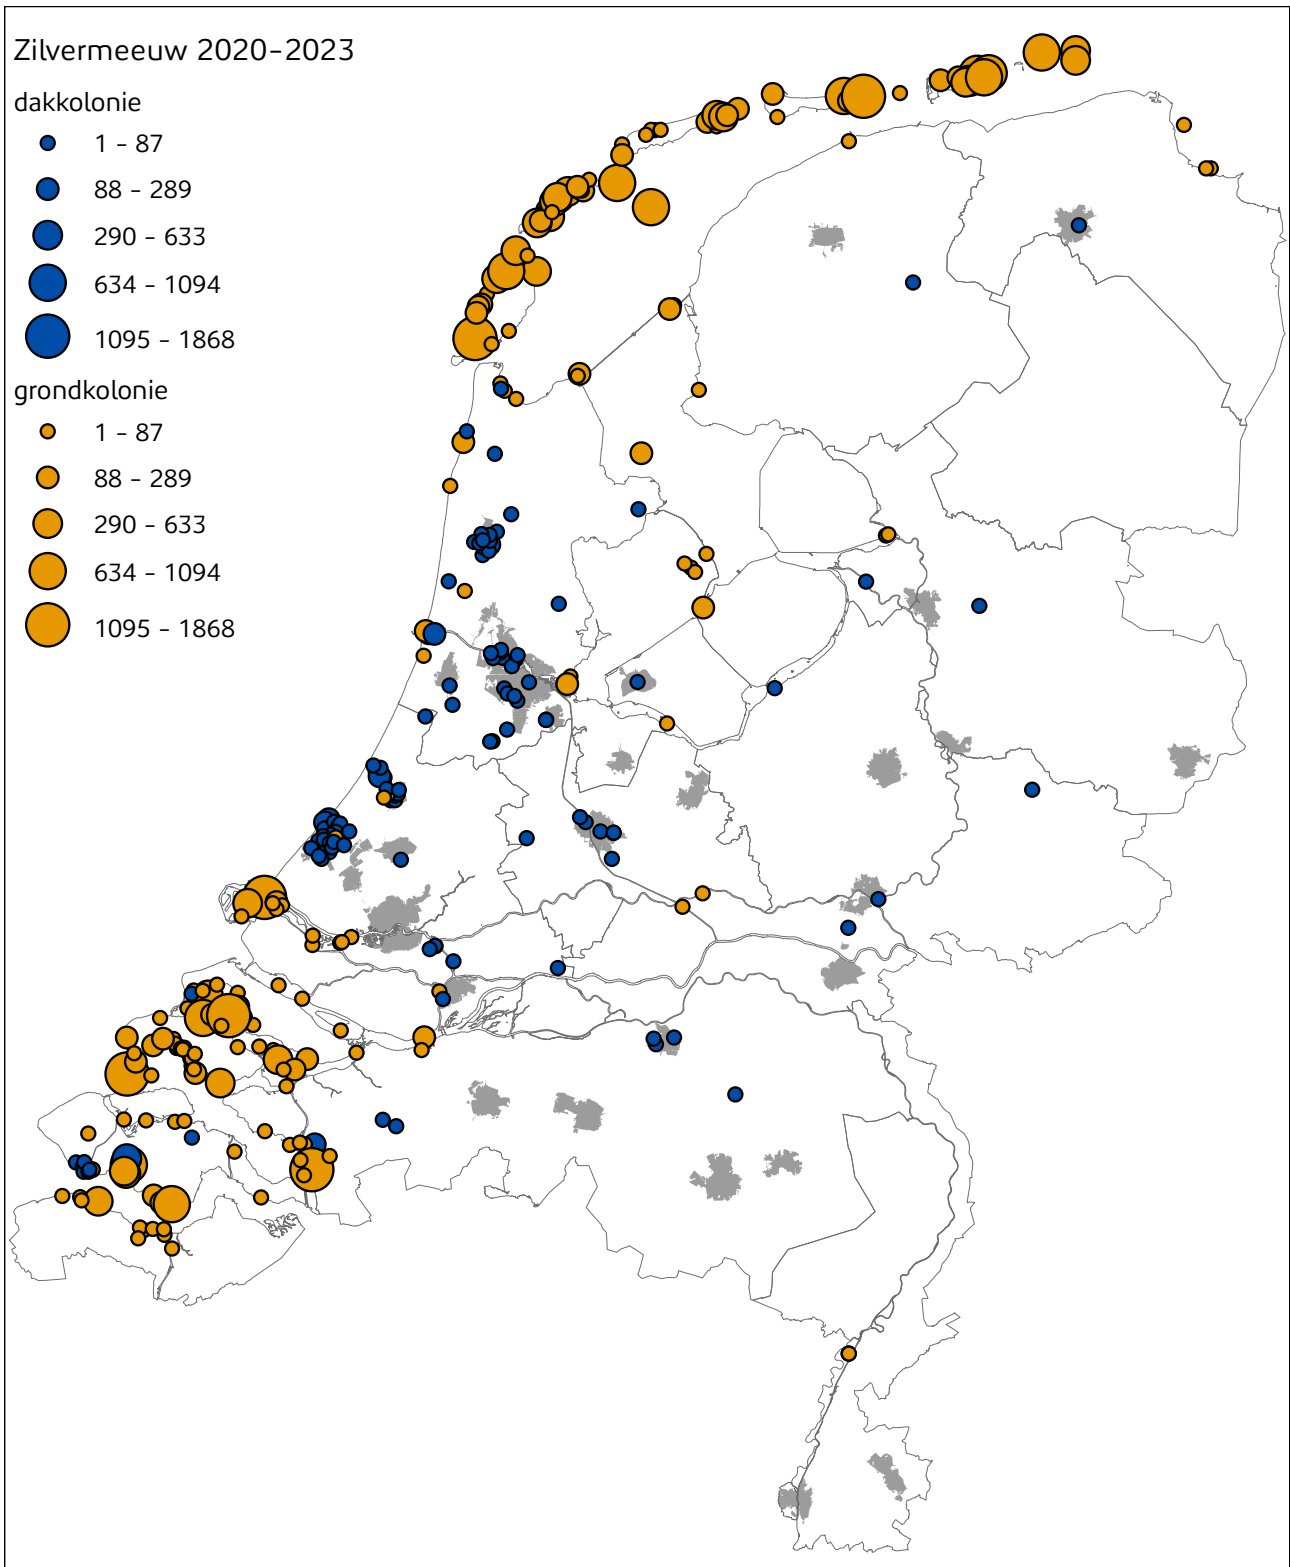 Zilvermeeuw 2020-2023
dakkolonie
1 - 87
88 - 289
290 - 633
634 - 1094
1095 - 1868
grondkolonie
1 - 87
88 - 289
290 - 633
634 - 1094
1095 - 1868